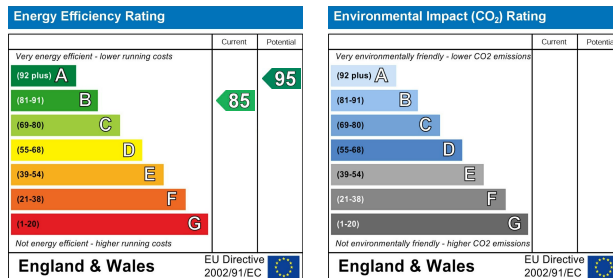 Energy Efficiency Rating
Current Potential
Very energy efficient - lower running costs
(92 plus) A
(81-91) B
(69-80) C
(55-68) D
(39-54) E
(21-38) F
(1-20) G
85
95
Not energy efficient - higher running costs
England & Wales
EU Directive
2002/91/EC
Environmental Impact (CO2) Rating
Current Potential
Very environmentally friendly - lower CO2 emissions
(92 plus) A
(81-91) B
(69-80) C
(55-68) D
(39-54) E
(21-38) F
(1-20) G
Not environmentally friendly - higher CO2 emissions
England & Wales
EU Directive
2002/91/EC